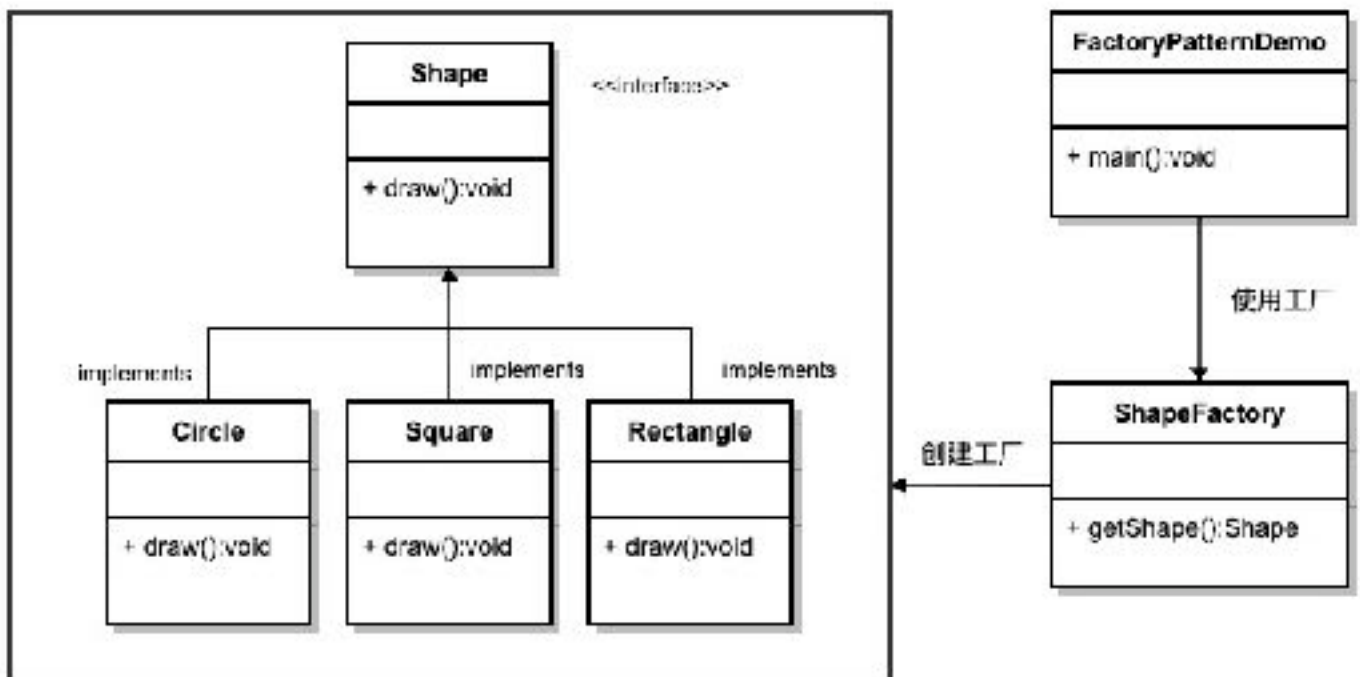 Shape
<<interface>>
+ draw():void
FactoryPatternDemo
+ main():void
使用工厂
implements
implements
implements
Circle
+ draw():void
Square
+ draw():void
Rectangle
+ draw():void
创建工厂
ShapeFactory
+ getShape():Shape